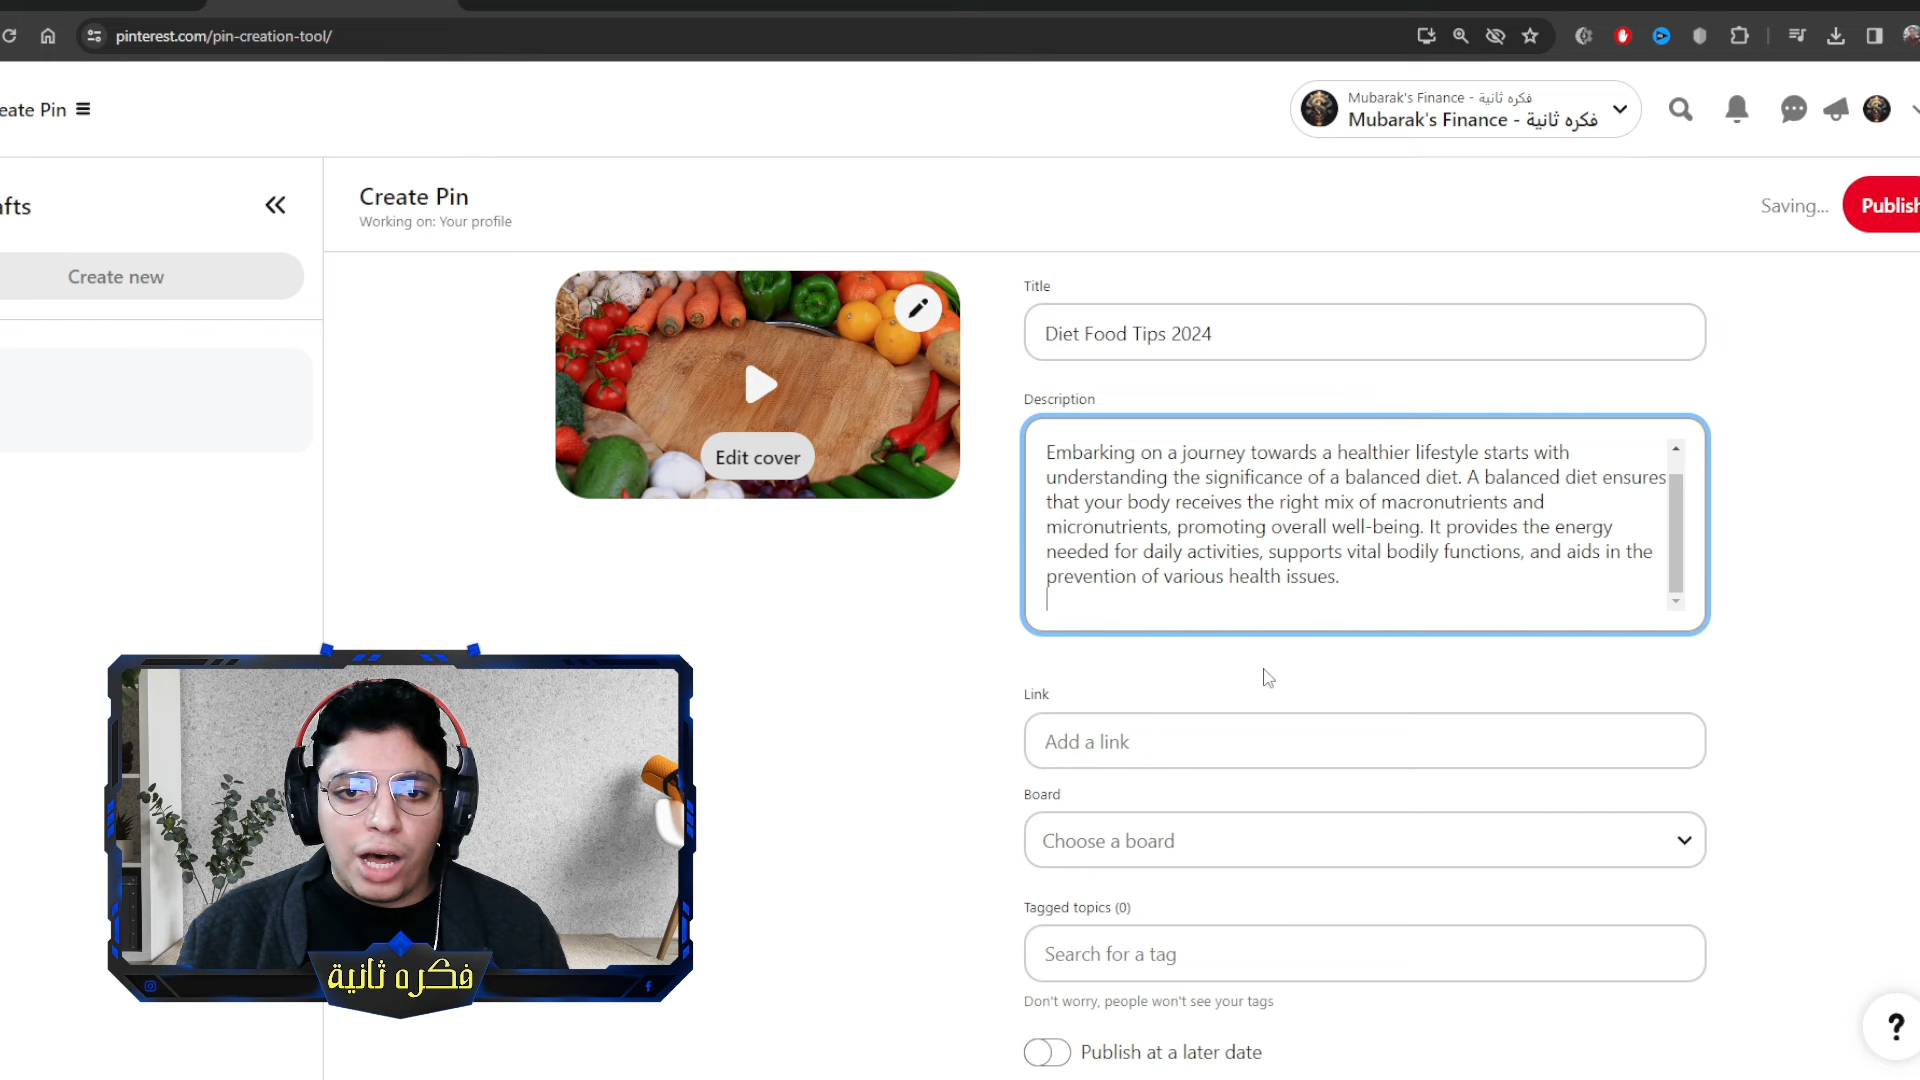 pinterest.com/pin-creation-tool/
eate Pin
Mubarak's Finance - فكره ثانية
Mubarak's Finance - فكره ثانية
fts
Create Pin
Working on: Your profile
Saving...
Publish
Create new
Edit cover
Title
Diet Food Tips 2024
Description
Embarking on a journey towards a healthier lifestyle starts with
understanding the significance of a balanced diet. A balanced diet ensures
that your body receives the right mix of macronutrients and
micronutrients, promoting overall well-being. It provides the energy
needed for daily activities, supports vital bodily functions, and aids in the
prevention of various health issues.
Link
Add a link
Board
Choose a board
Tagged topics (0)
Search for a tag
Don't worry, people won't see your tags
Publish at a later date
?
فكره ثانية